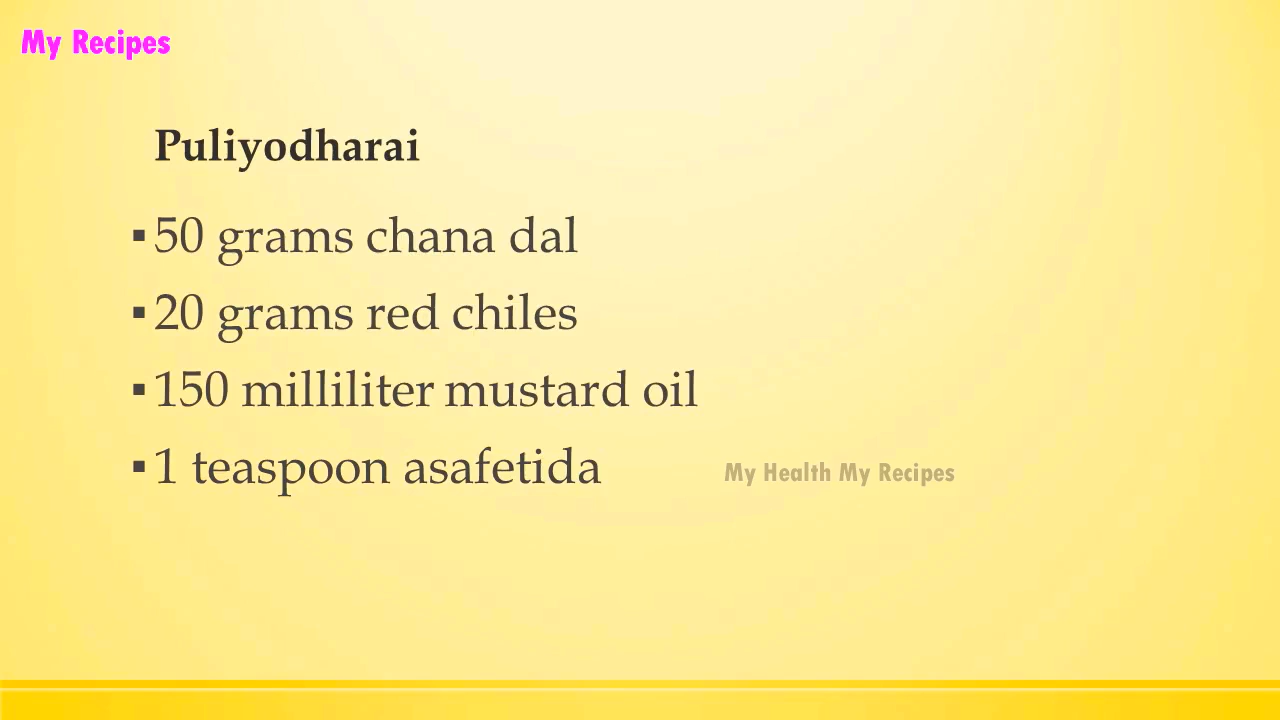 My Recipes
Puliyodharai
▪ 50 grams chana dal
▪ 20 grams red chiles
▪ 150 milliliter mustard oil
▪ 1 teaspoon asafetida
My Health My Recipes